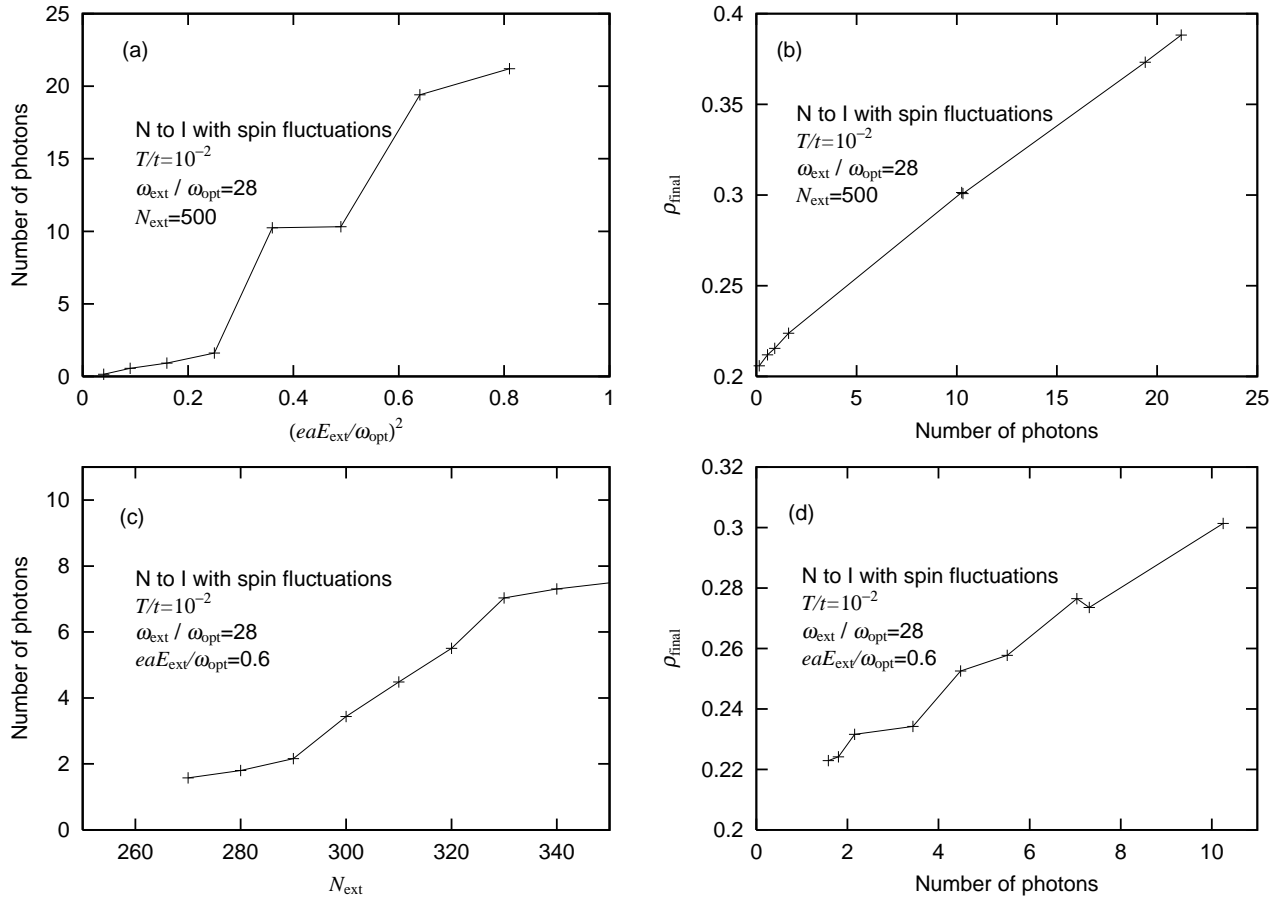 (a)
N to I with spin fluctuations
T/t=10⁻²
ω_ext / ω_opt=28
N_ext=500
Number of photons
25
20
15
10
5
0
0 0.2 0.4 0.6 0.8 1
(eaE_ext/ω_opt)²
(b)
N to I with spin fluctuations
T/t=10⁻²
ω_ext / ω_opt=28
N_ext=500
ρ_final
0.4
0.35
0.3
0.25
0.2
0 5 10 15 20 25
Number of photons
(c)
N to I with spin fluctuations
T/t=10⁻²
ω_ext / ω_opt=28
eaE_ext/ω_opt=0.6
Number of photons
10
8
6
4
2
0
260 280 300 320 340
N_ext
(d)
N to I with spin fluctuations
T/t=10⁻²
ω_ext / ω_opt=28
eaE_ext/ω_opt=0.6
ρ_final
0.32
0.3
0.28
0.26
0.24
0.22
0.2
0 2 4 6 8 10
Number of photons